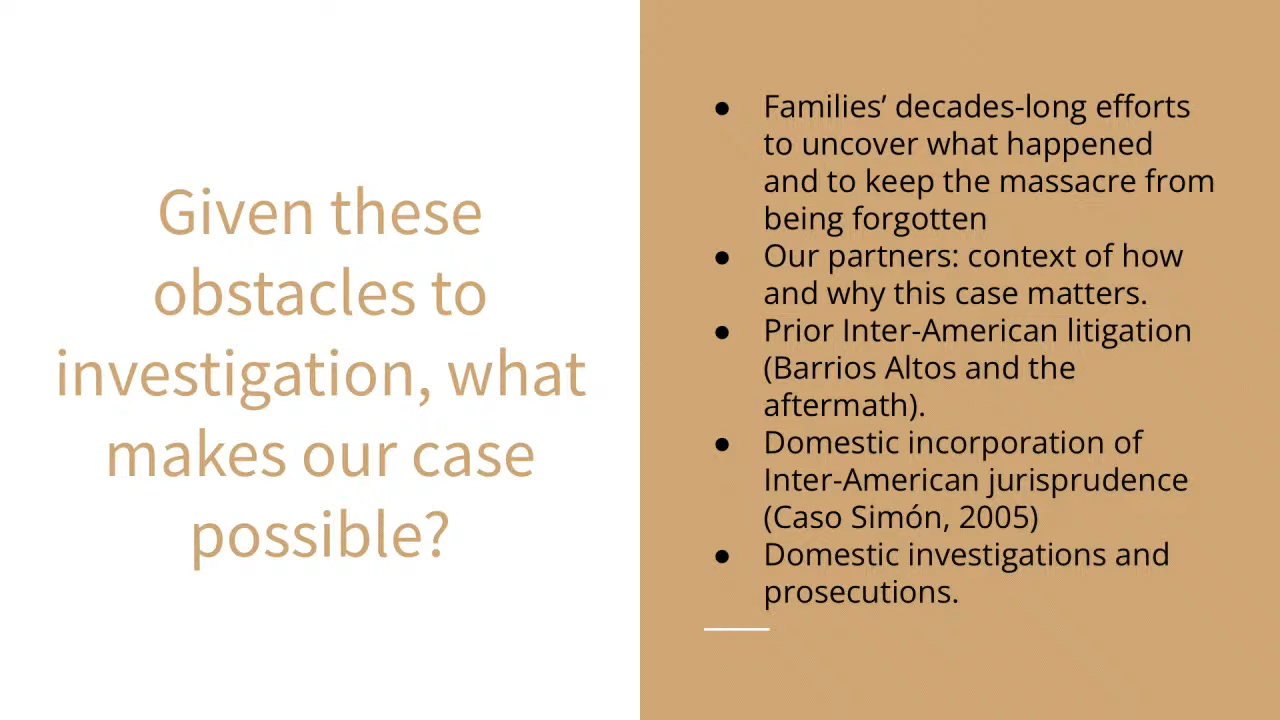 Given these
obstacles to
investigation, what
makes our case
possible?
● Families’ decades-long efforts
to uncover what happened
and to keep the massacre from
being forgotten
● Our partners: context of how
and why this case matters.
● Prior Inter-American litigation
(Barrios Altos and the
aftermath).
● Domestic incorporation of
Inter-American jurisprudence
(Caso Simón, 2005)
● Domestic investigations and
prosecutions.